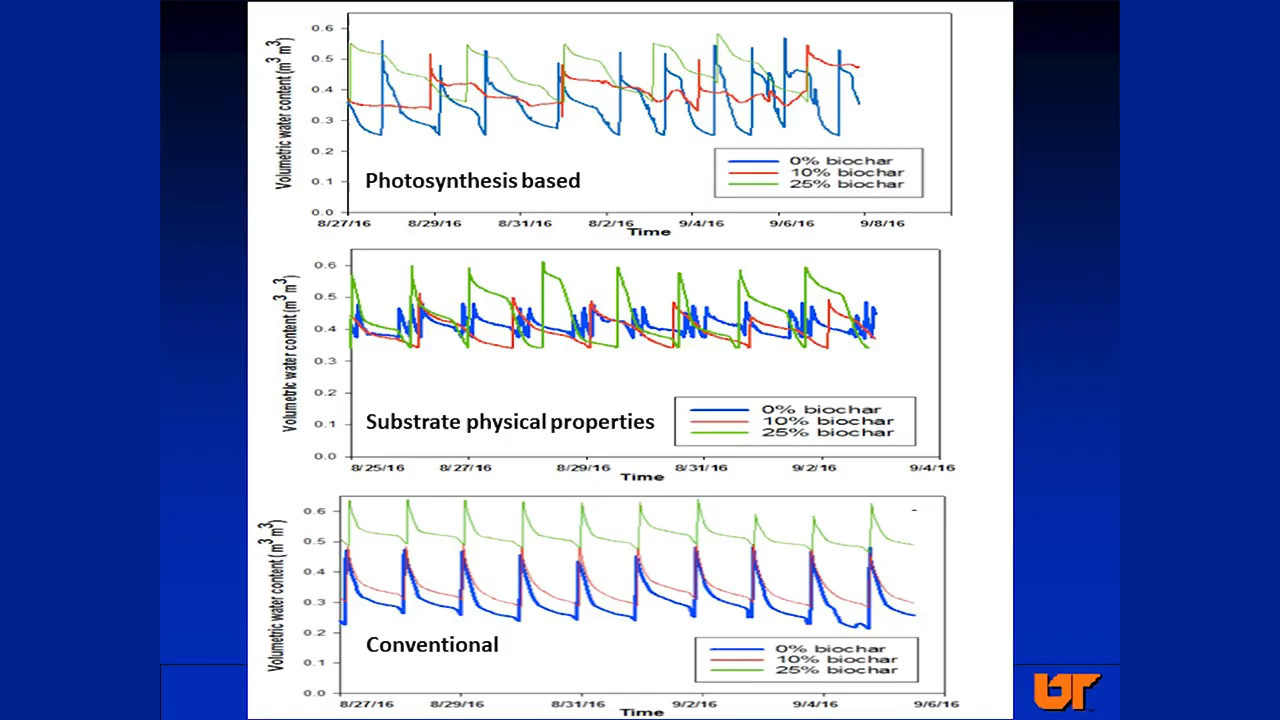 0.6
0.5
0.4
0.3
0.2
0.1
0.0
Volumetric water content (m3 m3)
Photosynthesis based
0% biochar
10% biochar
25% biochar
8/27/16 8/29/16 8/31/16 8/2/16 9/4/16 9/6/16 9/8/16
Time
0.6
0.5
0.4
0.3
0.2
0.1
0.0
Volumetric water content (m3 m3)
Substrate physical properties
0% biochar
10% biochar
25% biochar
8/25/16 8/27/16 8/29/16 8/31/16 9/2/16 9/4/16
Time
0.6
0.5
0.4
0.3
0.2
0.1
0.0
Volumetric water content (m3 m3)
Conventional
0% biochar
10% biochar
25% biochar
8/27/16 8/29/16 8/31/16 9/2/16 9/4/16 9/6/16
Time
UT